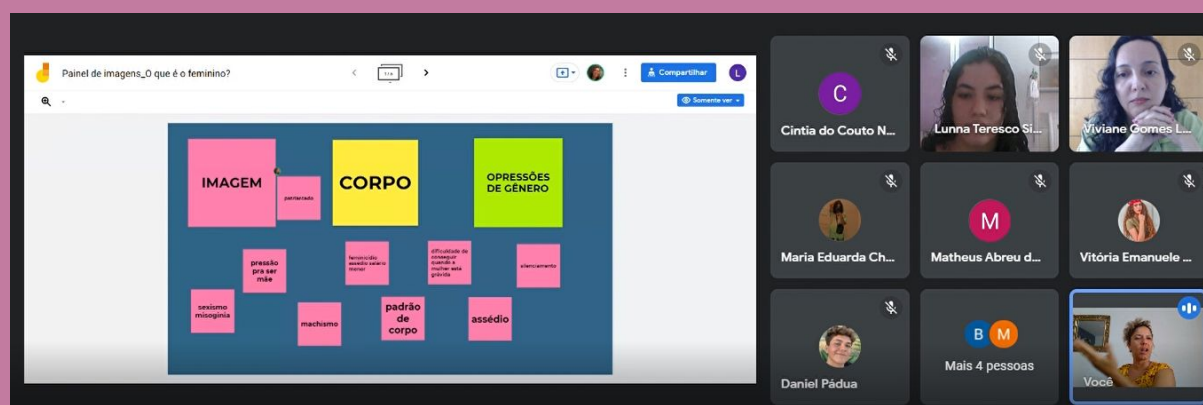 Painel de imagens_O que é o feminino?
1/6
Compartilhar
L
Somente ver
IMAGEM
patriarcado
CORPO
OPRESSÕES
DE GÊNERO
pressão
pra ser
mãe
feminicídio
assédio salário
menor
dificuldade de
conseguir
quando a
mulher está
grávida
silenciamento
sexismo
misoginia
machismo
padrão
de
corpo
assédio
C
Cintia do Couto N...
Lunna Teresco Si...
Viviane Gomes L...
Maria Eduarda Ch...
M
Matheus Abreu d...
Vitória Emanuele ...
Daniel Pádua
B M
Mais 4 pessoas
Você